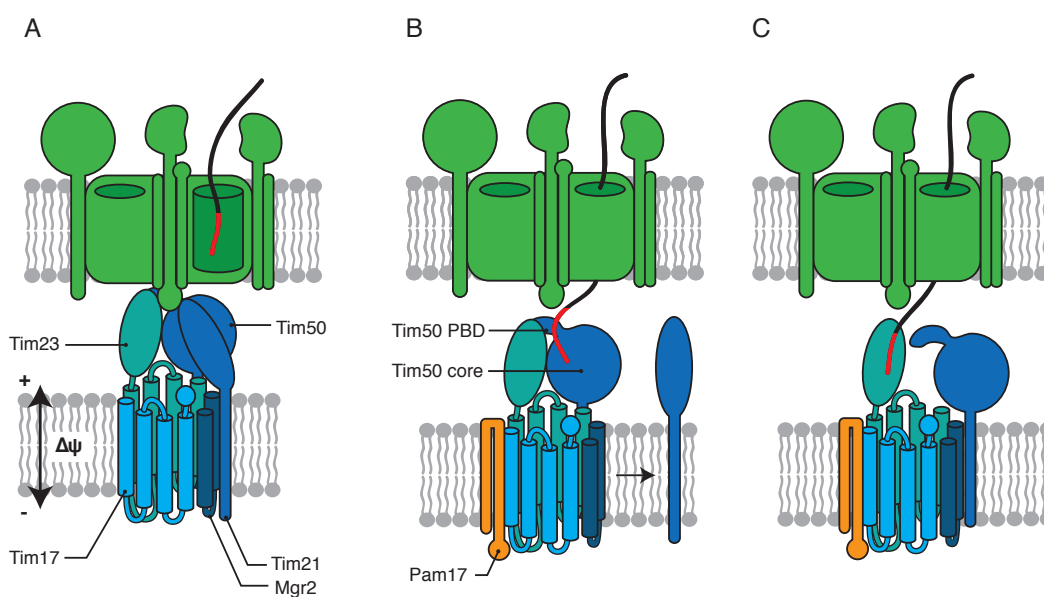 A
B
C
Tim50
Tim23
Tim50 PBD
Tim50 core
+
Δψ
-
Tim17
Tim21
Mgr2
Pam17